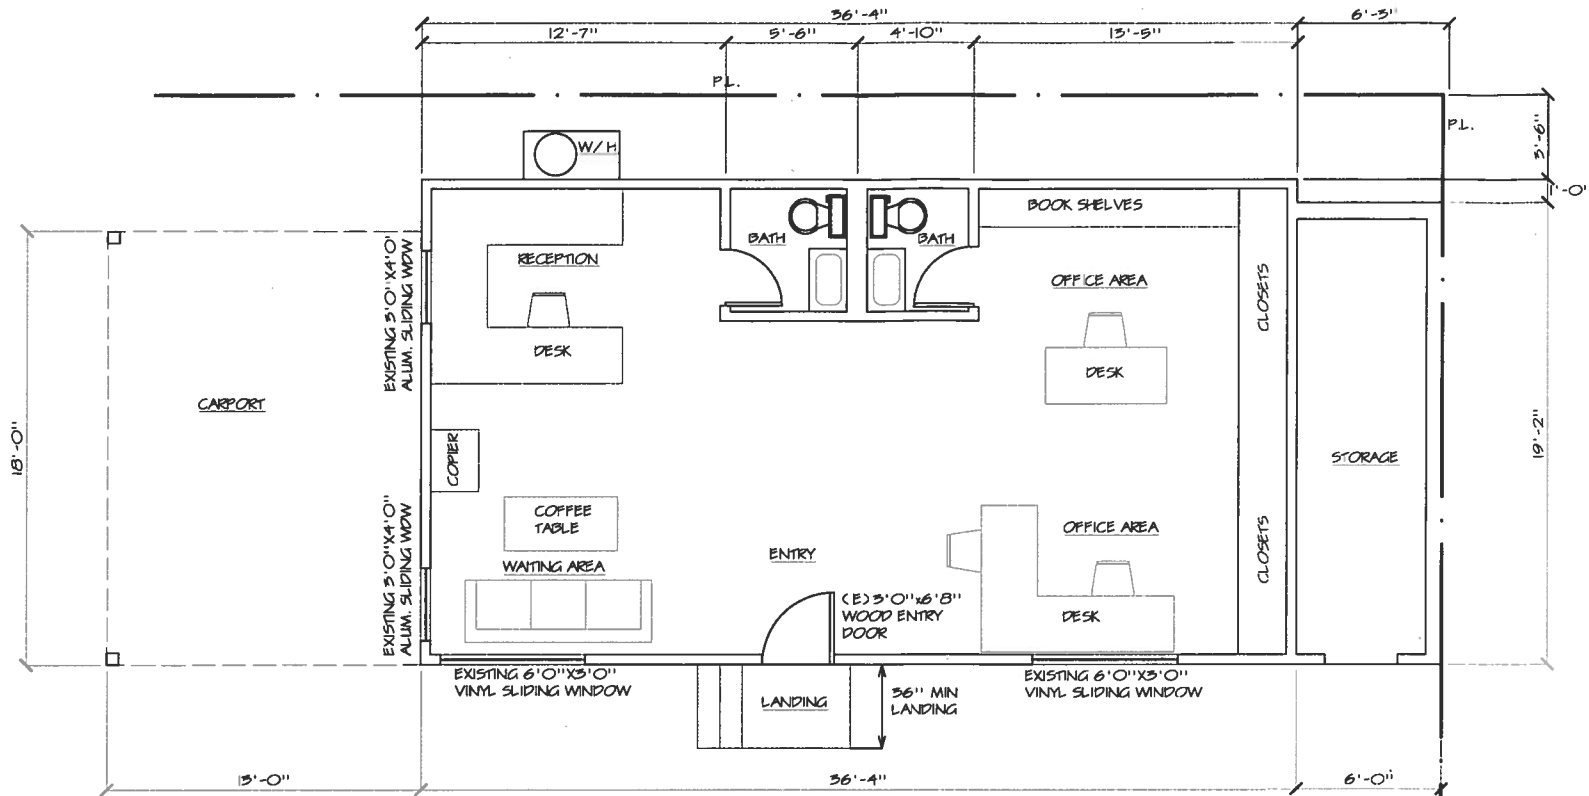 36'-4"
6'-3"
12'-7"
5'-6"
4'-10"
13'-5"
P.L.
P.L.
3'-6"
1'-0"
W/H
BOOK SHELVES
BATH
BATH
RECEPTION
OFFICE AREA
CLOSETS
EXISTING 3'0"X4'0"
ALUM. SLIDING WDW
DESK
DESK
CARPORT
18'-0"
19'-2"
COPIER
STORAGE
COFFEE
TABLE
OFFICE AREA
ENTRY
WAITING AREA
CLOSETS
EXISTING 3'0"X4'0"
ALUM. SLIDING WDW
(E) 3'0"x6'8"
WOOD ENTRY
DOOR
DESK
EXISTING 6'0"X3'0"
VINYL SLIDING WINDOW
EXISTING 6'0"X3'0"
VINYL SLIDING WINDOW
LANDING
36" MIN
LANDING
13'-0"
36'-4"
6'-0"